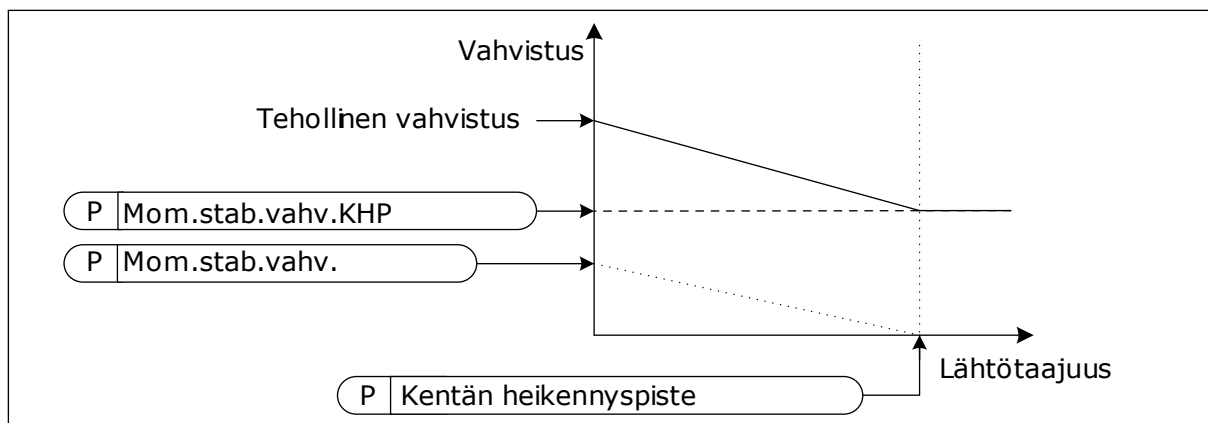 Vahvistus
Tehollinen vahvistus
P Mom.stab.vahv.KHP
P Mom.stab.vahv.
Lähtötaajuus
P Kentän heikennyspiste